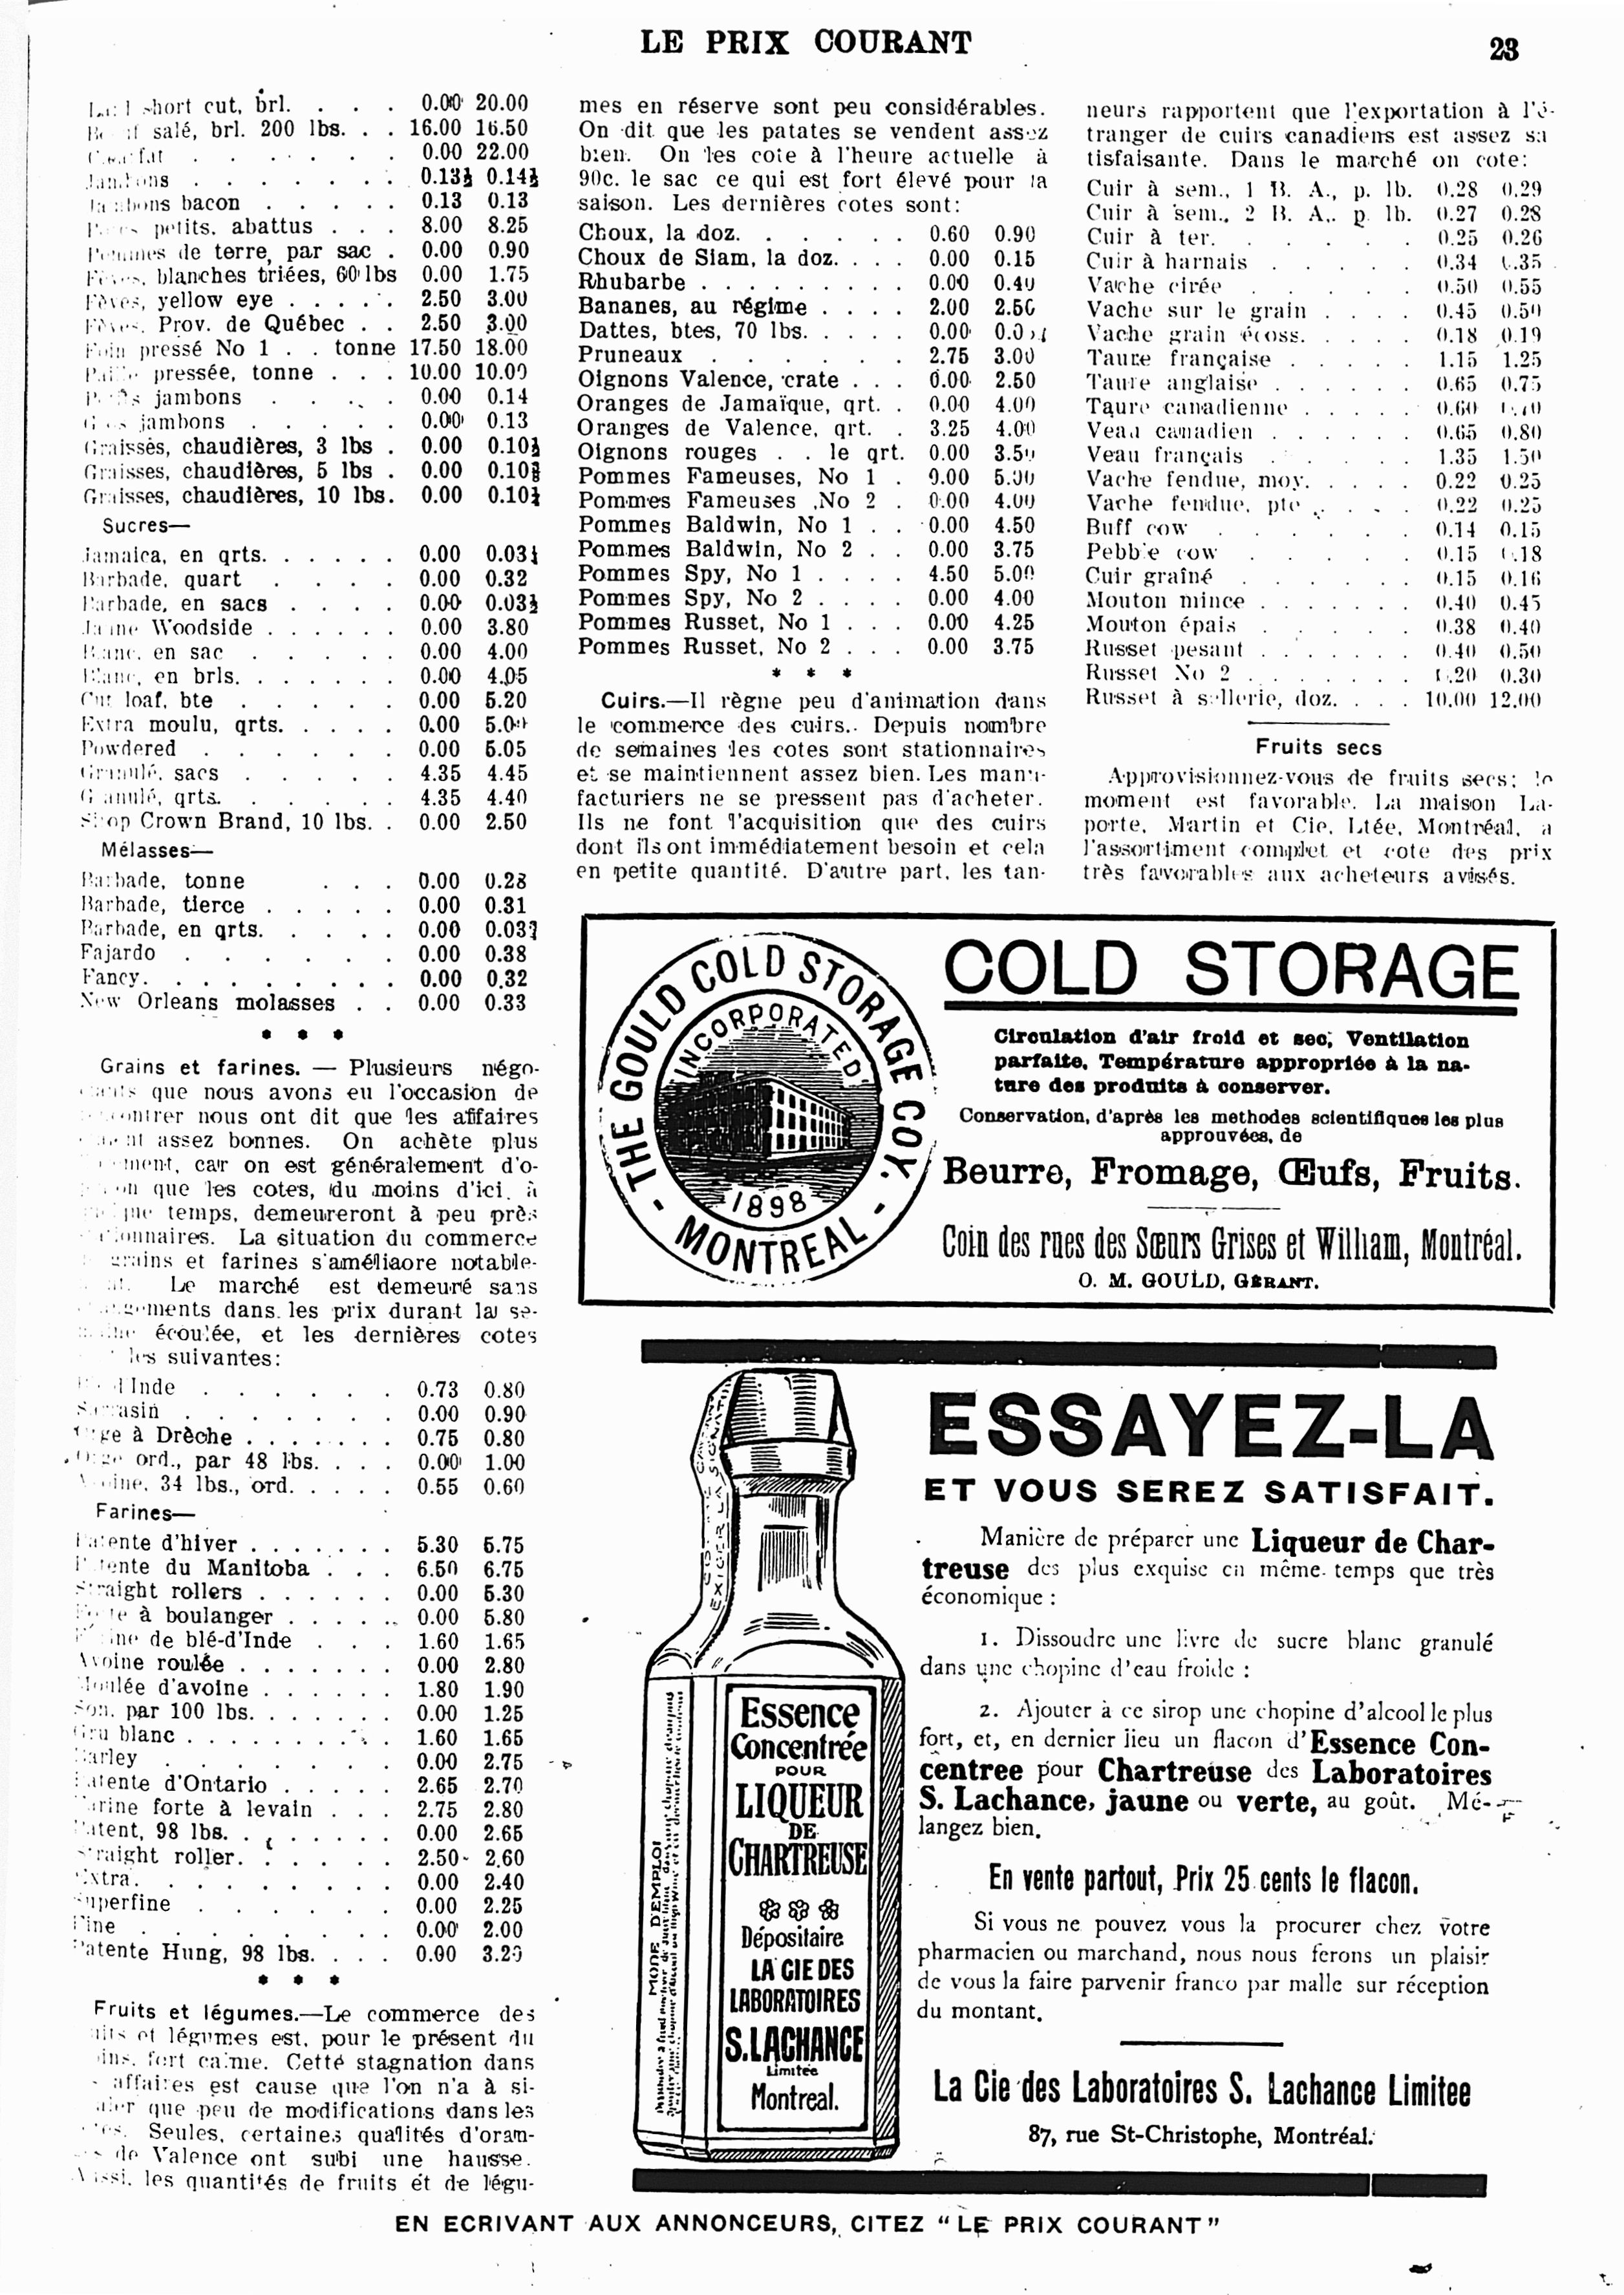 LE PRIX COURANT
23
short cut, brl. . . . 0.00 20.00
salé, brl. 200 lbs. . . 16.00 16.50
. . . . . . 0.00 22.00
Jambons . . . . . . . 0.13½ 0.14½
bacon . . . . . 0.13 0.13
petits, abattus . . . 8.00 8.25
Pommes de terre, par sac . 0.00 0.90
Fèves, blanches triées, 60 lbs 0.00 1.75
Fèves, yellow eye . . . . . 2.50 3.00
Fèves, Prov. de Québec . . 2.50 3.00
Foin pressé No 1 . . tonne 17.50 18.00
Paille pressée, tonne . . . 10.00 10.00
Petits jambons . . . . 0.00 0.14
Gros jambons . . . . . 0.00 0.13
Graisses, chaudières, 3 lbs . 0.00
Graisses, chaudières, 5 lbs . 0.00
Graisses, chaudières, 10 lbs. 0.00
Sucres—
Jamaica, en qrts. . . . . . 0.00
Barbade, quart . . . . 0.00 0.32
Barbade, en sacs . . . . 0.00
Jaune Woodside . . . . . . 0.00 3.80
Blanc, en sac . . . . . 0.00 4.00
Blanc, en brls. . . . . . . 0.00 4.05
Cut loaf, bte . . . . . 0.00 5.20
Extra moulu, qrts. . . . . 0.00
Powdered . . . . . . 0.00 5.05
Granulé, sacs . . . . . 4.35 4.45
Granulé, qrts. . . . . . 4.35 4.40
Sirop Crown Brand, 10 lbs. . 0.00 2.50
Mélasses—
Barbade, tonne . . . 0.00 0.28
Barbade, tierce . . . . . 0.00 0.31
Barbade, en qrts. . . . . 0.00
Fajardo . . . . . . 0.00 0.38
Fancy. . . . . . . . . 0.00 0.32
New Orleans molasses . . 0.00 0.33
* * *
Grains et farines. — Plusieurs négo-
ciants que nous avons eu l'occasion de
rencontrer nous ont dit que les affaires
assez bonnes. On achète plus
car on est généralement d'o-
que les cotes, du moins d'ici à
temps, demeureront à peu près
La situation du commerce
grains et farines s'améliaore notable-
Le marché est demeuré sans
dans les prix durant la se-
écoulée, et les dernières cotes
les suivantes:
Inde . . . . . . 0.73 0.80
Sarrasin . . . . . . . 0.00 0.90
Orge à Drèche . . . . . . . 0.75 0.80
Orge ord., par 48 lbs. . . . 0.00 1.00
Avoine, 34 lbs., ord. . . . . 0.55 0.60
Farines—
Patente d'hiver . . . . . . . 5.30 5.75
Patente du Manitoba . . . 6.50 6.75
Straight rollers . . . . . . 0.00 5.30
à boulanger . . . . . 0.00 5.80
Farine de blé-d'Inde . . . 1.60 1.65
Avoine roulée . . . . . . . 0.00 2.80
Moulée d'avoine . . . . . . 1.80 1.90
Son, par 100 lbs. . . . . . . 0.00 1.25
Gru blanc . . . . . . . . . 1.60 1.65
. . . . . . . 0.00 2.75
Patente d'Ontario . . . . . 2.65 2.70
Farine forte à levain . . . 2.75 2.80
Patent, 98 lbs. . . . . . . 0.00 2.65
Straight roller. . . . . . 2.50 2.60
Extra. . . . . . . . . 0.00 2.40
Superfine . . . . . . 0.00 2.25
Fine . . . . . . . . 0.00 2.00
Patente Hung, 98 lbs. . . . 0.00
* * *
Fruits et légumes.—Le commerce des
fruits et légumes est, pour le présent du
moins, fort calme. Cette stagnation dans
affaires est cause que l'on n'a à si-
que peu de modifications dans les
Seules, certaines qualités d'oran-
de Valence ont subi une hausse.
Aussi, les quantités de fruits et de légu-
mes en réserve sont peu considérables.
On dit que les patates se vendent assez
bien. On les cote à l'heure actuelle à
90c. le sac ce qui est fort élevé pour la
saison. Les dernières cotes sont:
Choux, la doz. . . . . . 0.60 0.90
Choux de Siam, la doz. . . . 0.00 0.15
Rhubarbe . . . . . . . . . 0.00 0.40
Bananes, au régime . . . . 2.00 2.50
Dattes, btes, 70 lbs. . . . . 0.00
Pruneaux . . . . . . 2.75 3.00
Oignons Valence, crate . . . 0.00 2.50
Oranges de Jamaïque, qrt. . 0.00 4.00
Oranges de Valence, qrt. . 3.25 4.00
Oignons rouges . . le qrt. 0.00 3.50
Pommes Fameuses, No 1 . 0.00 5.00
Pommes Fameuses ,No 2 . 0.00 4.00
Pommes Baldwin, No 1 . . 0.00 4.50
Pommes Baldwin, No 2 . . 0.00 3.75
Pommes Spy, No 1 . . . . 4.50 5.00
Pommes Spy, No 2 . . . . 0.00 4.00
Pommes Russet, No 1 . . . 0.00 4.25
Pommes Russet, No 2 . . . 0.00 3.75
* * *
Cuirs.—Il règne peu d'animation dans
le commerce des cuirs.. Depuis nombre
de semaines les cotes sont stationnaires
et se maintiennent assez bien. Les manu-
facturiers ne se pressent pas d'acheter.
Ils ne font l'acquisition que des cuirs
dont ils ont immédiatement besoin et cela
en petite quantité. D'autre part, les tan-
neurs rapportent que l'exportation à l'é-
tranger de cuirs canadiens est assez sa
tisfaisante. Dans le marché on cote:
Cuir à sem., 1 B. A., p. lb. 0.28 0.29
Cuir à sem., 2 B. A., p. lb. 0.27 0.28
Cuir à ter. . . . . . 0.25 0.26
Cuir à harnais . . . . . 0.34 0.35
Vache cirée . . . . . 0.50 0.55
Vache sur le grain . . . . 0.45 0.50
Vache grain écoss. . . . . 0.18 0.19
Taure française . . . . . 1.15 1.25
Taure anglaise . . . . . . 0.65 0.75
Taure canadienne . . . . . 0.60
Veau canadien . . . . . . 0.65 0.80
Veau français . . . . . 1.35 1.50
Vache fendue, moy. . . . . 0.22 0.25
Vache fendue, pte . . . . 0.22 0.25
Buff cow . . . . . . 0.14 0.15
Pebble cow . . . . . 0.15 0.18
Cuir grainé . . . . . . 0.15 0.16
Mouton mince . . . . . . . 0.40 0.45
Mouton épais . . . . . 0.38 0.40
Russet pesant . . . . . . . 0.40 0.50
Russet No 2 . . . . . . . 0.20 0.30
Russet à sellerie, doz. . . . 10.00 12.00
Fruits secs
Approvisionnez-vous de fruits secs; le
moment est favorable. La maison La-
porte, Martin et Cie, Ltée, Montréal, a
l'assortiment complet et cote des prix
très favorables aux acheteurs avisés.
THE GOULD COLD STORAGE COY.
INCORPORATED
1898
- MONTREAL -
COLD STORAGE
Circulation d'air froid et sec; Ventilation
parfaite. Température appropriée à la na-
ture des produits à conserver.
Conservation, d'après les methodes scientifiques les plus
approuvées, de
Beurre, Fromage, Œufs, Fruits.
Coin des rues des Sœurs Grises et William, Montréal.
O. M. GOULD, GÉRANT.
EXIGER LA SIGNATURE
MODE D'EMPLOI
Essence
Concentrée
POUR
LIQUEUR
DE
CHARTREUSE
Dépositaire
LA CIE DES
LABORATOIRES
S. LACHANCE
Limitée
Montreal.
ESSAYEZ-LA
ET VOUS SEREZ SATISFAIT.
Manière de préparer une Liqueur de Char-
treuse des plus exquise en même temps que très
économique :
1. Dissoudre une livre de sucre blanc granulé
dans une chopine d'eau froide :
2. Ajouter à ce sirop une chopine d'alcool le plus
fort, et, en dernier lieu un flacon d'Essence Con-
centree pour Chartreuse des Laboratoires
S. Lachance, jaune ou verte, au goût. Mé-
langez bien.
En vente partout, Prix 25 cents le flacon.
Si vous ne pouvez vous la procurer chez votre
pharmacien ou marchand, nous nous ferons un plaisir
de vous la faire parvenir franco par malle sur réception
du montant.
La Cie des Laboratoires S. Lachance Limitee
87, rue St-Christophe, Montréal.
EN ECRIVANT AUX ANNONCEURS, CITEZ "LE PRIX COURANT"